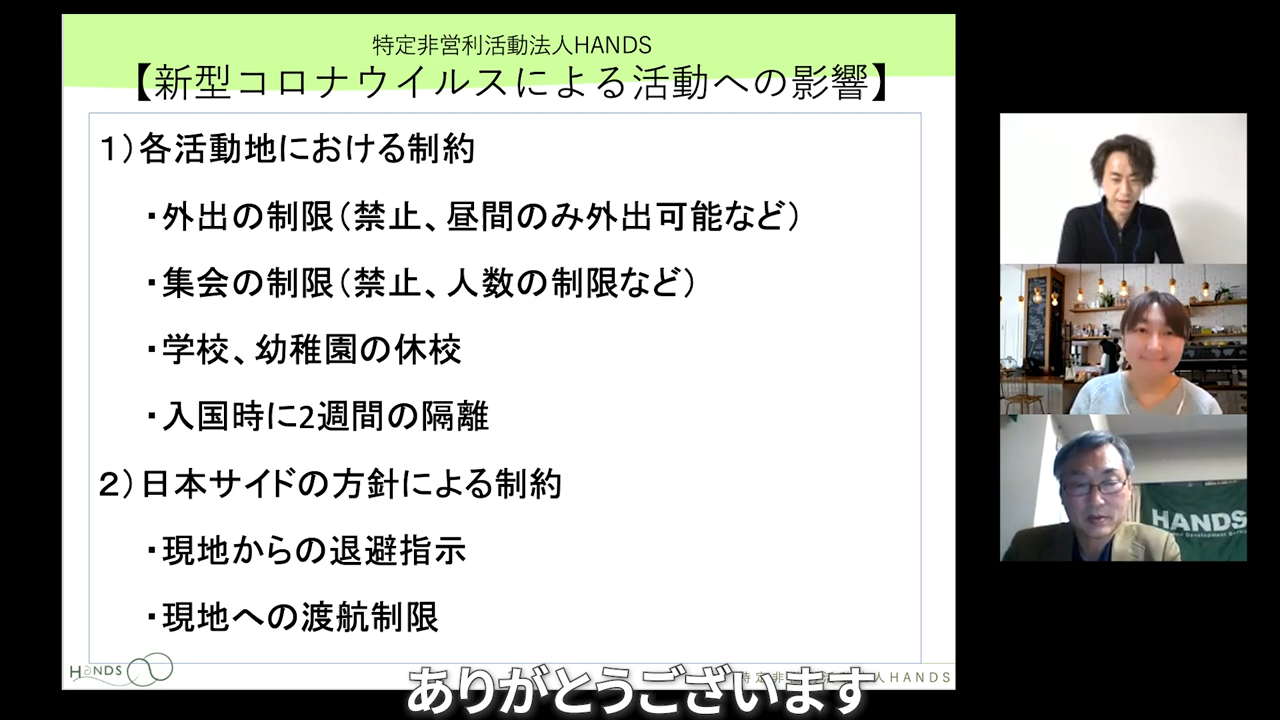 特定非営利活動法人HANDS
【新型コロナウイルスによる活動への影響】
１）各活動地における制約
・外出の制限（禁止、昼間のみ外出可能など）
・集会の制限（禁止、人数の制限など）
・学校、幼稚園の休校
・入国時に2週間の隔離
２）日本サイドの方針による制約
・現地からの退避指示
・現地への渡航制限
HANDS
人HANDS
ありがとうございます
HANDS